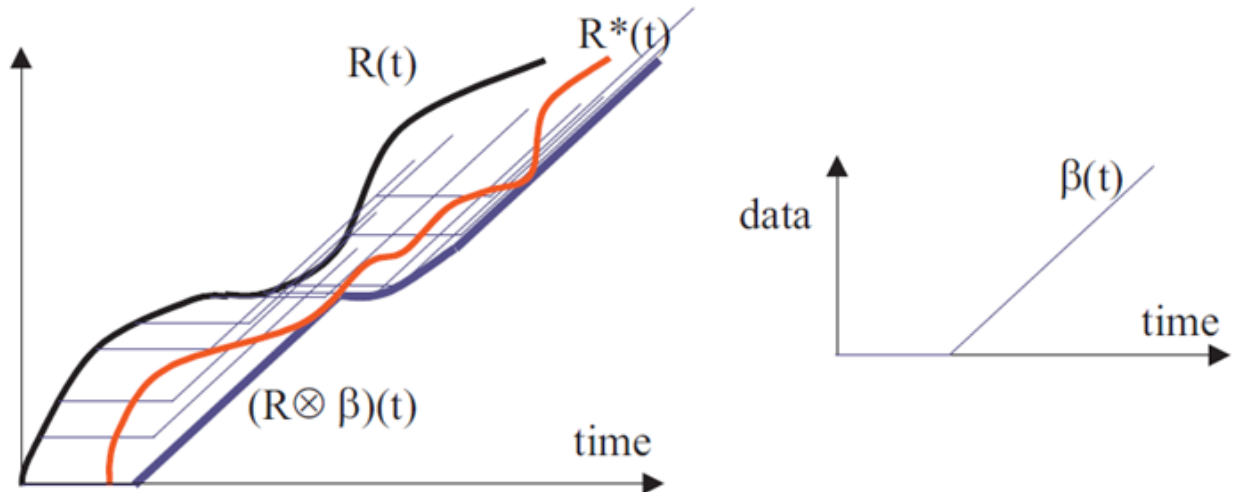 R(t)
R*(t)
(R⊗ β)(t)
time
data
β(t)
time